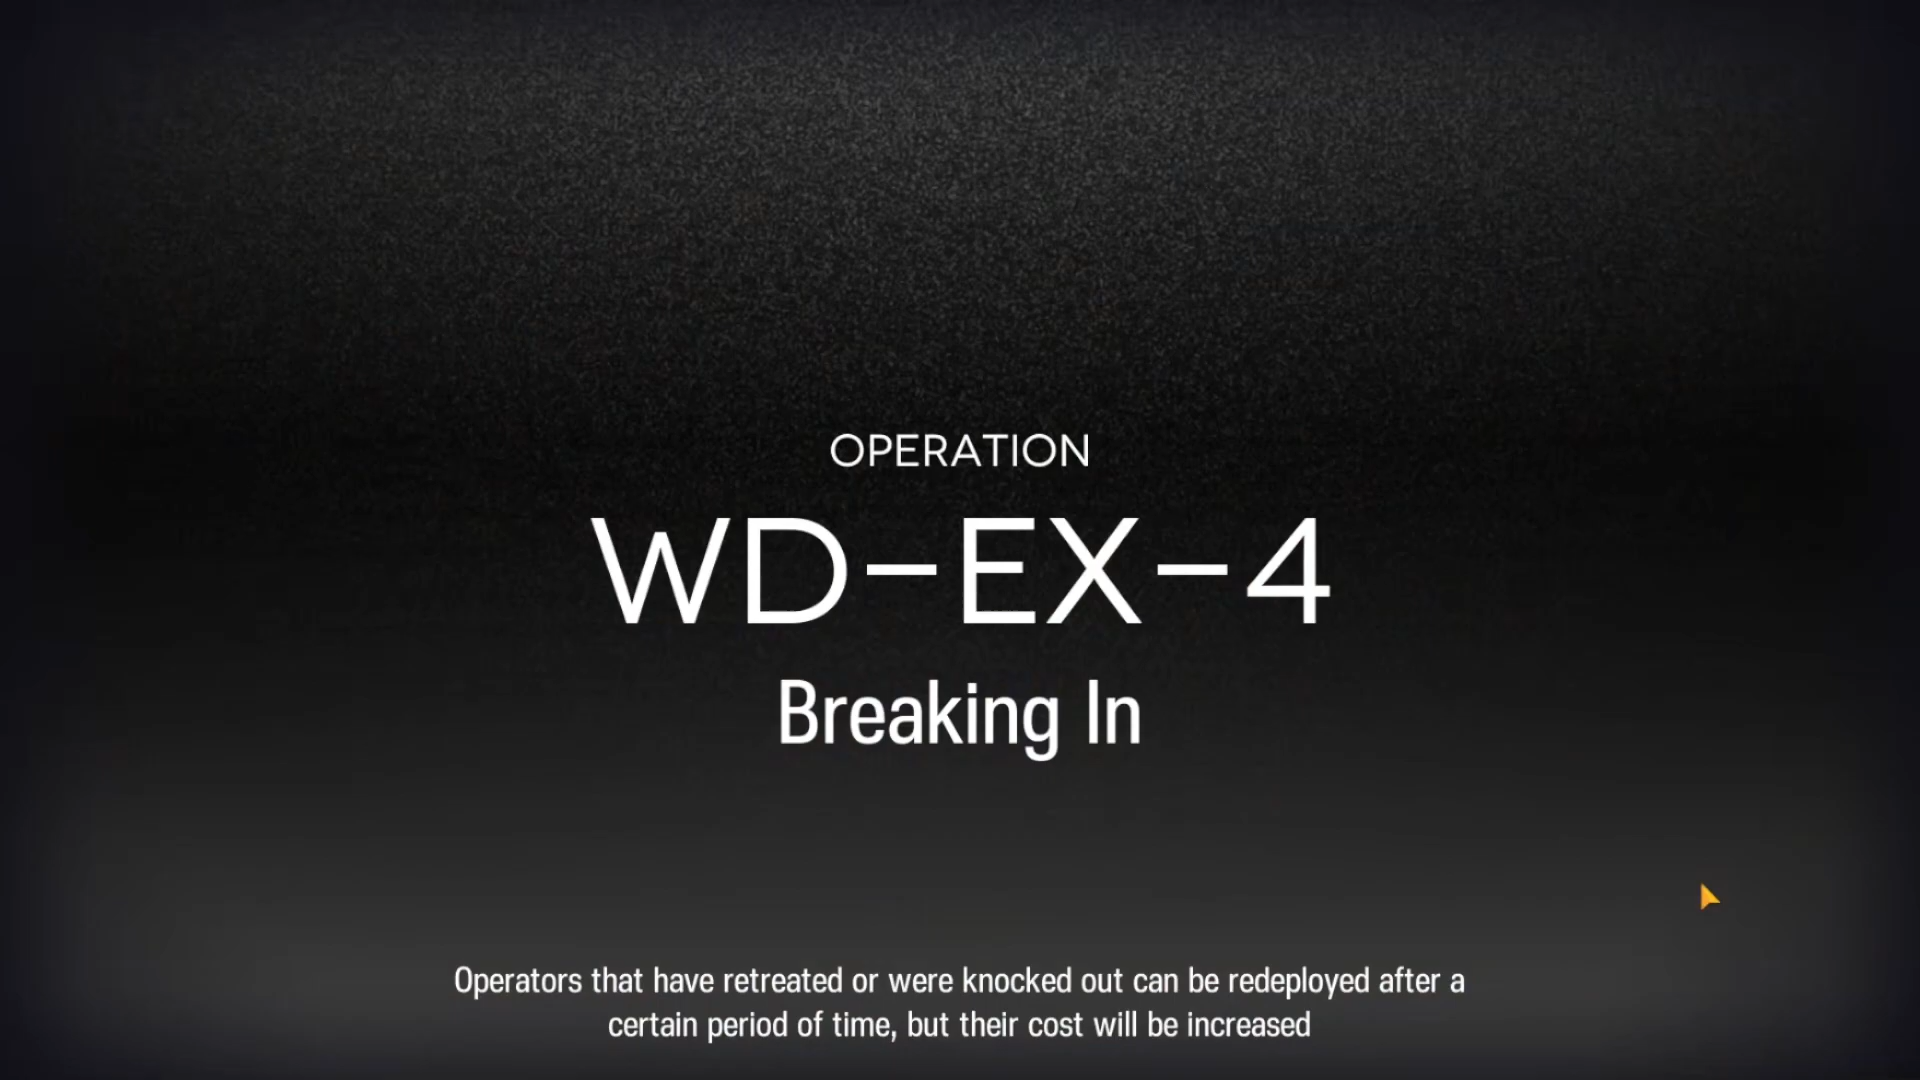 OPERATION
WD-EX-4
Breaking In
Operators that have retreated or were knocked out can be redeployed after a
certain period of time, but their cost will be increased